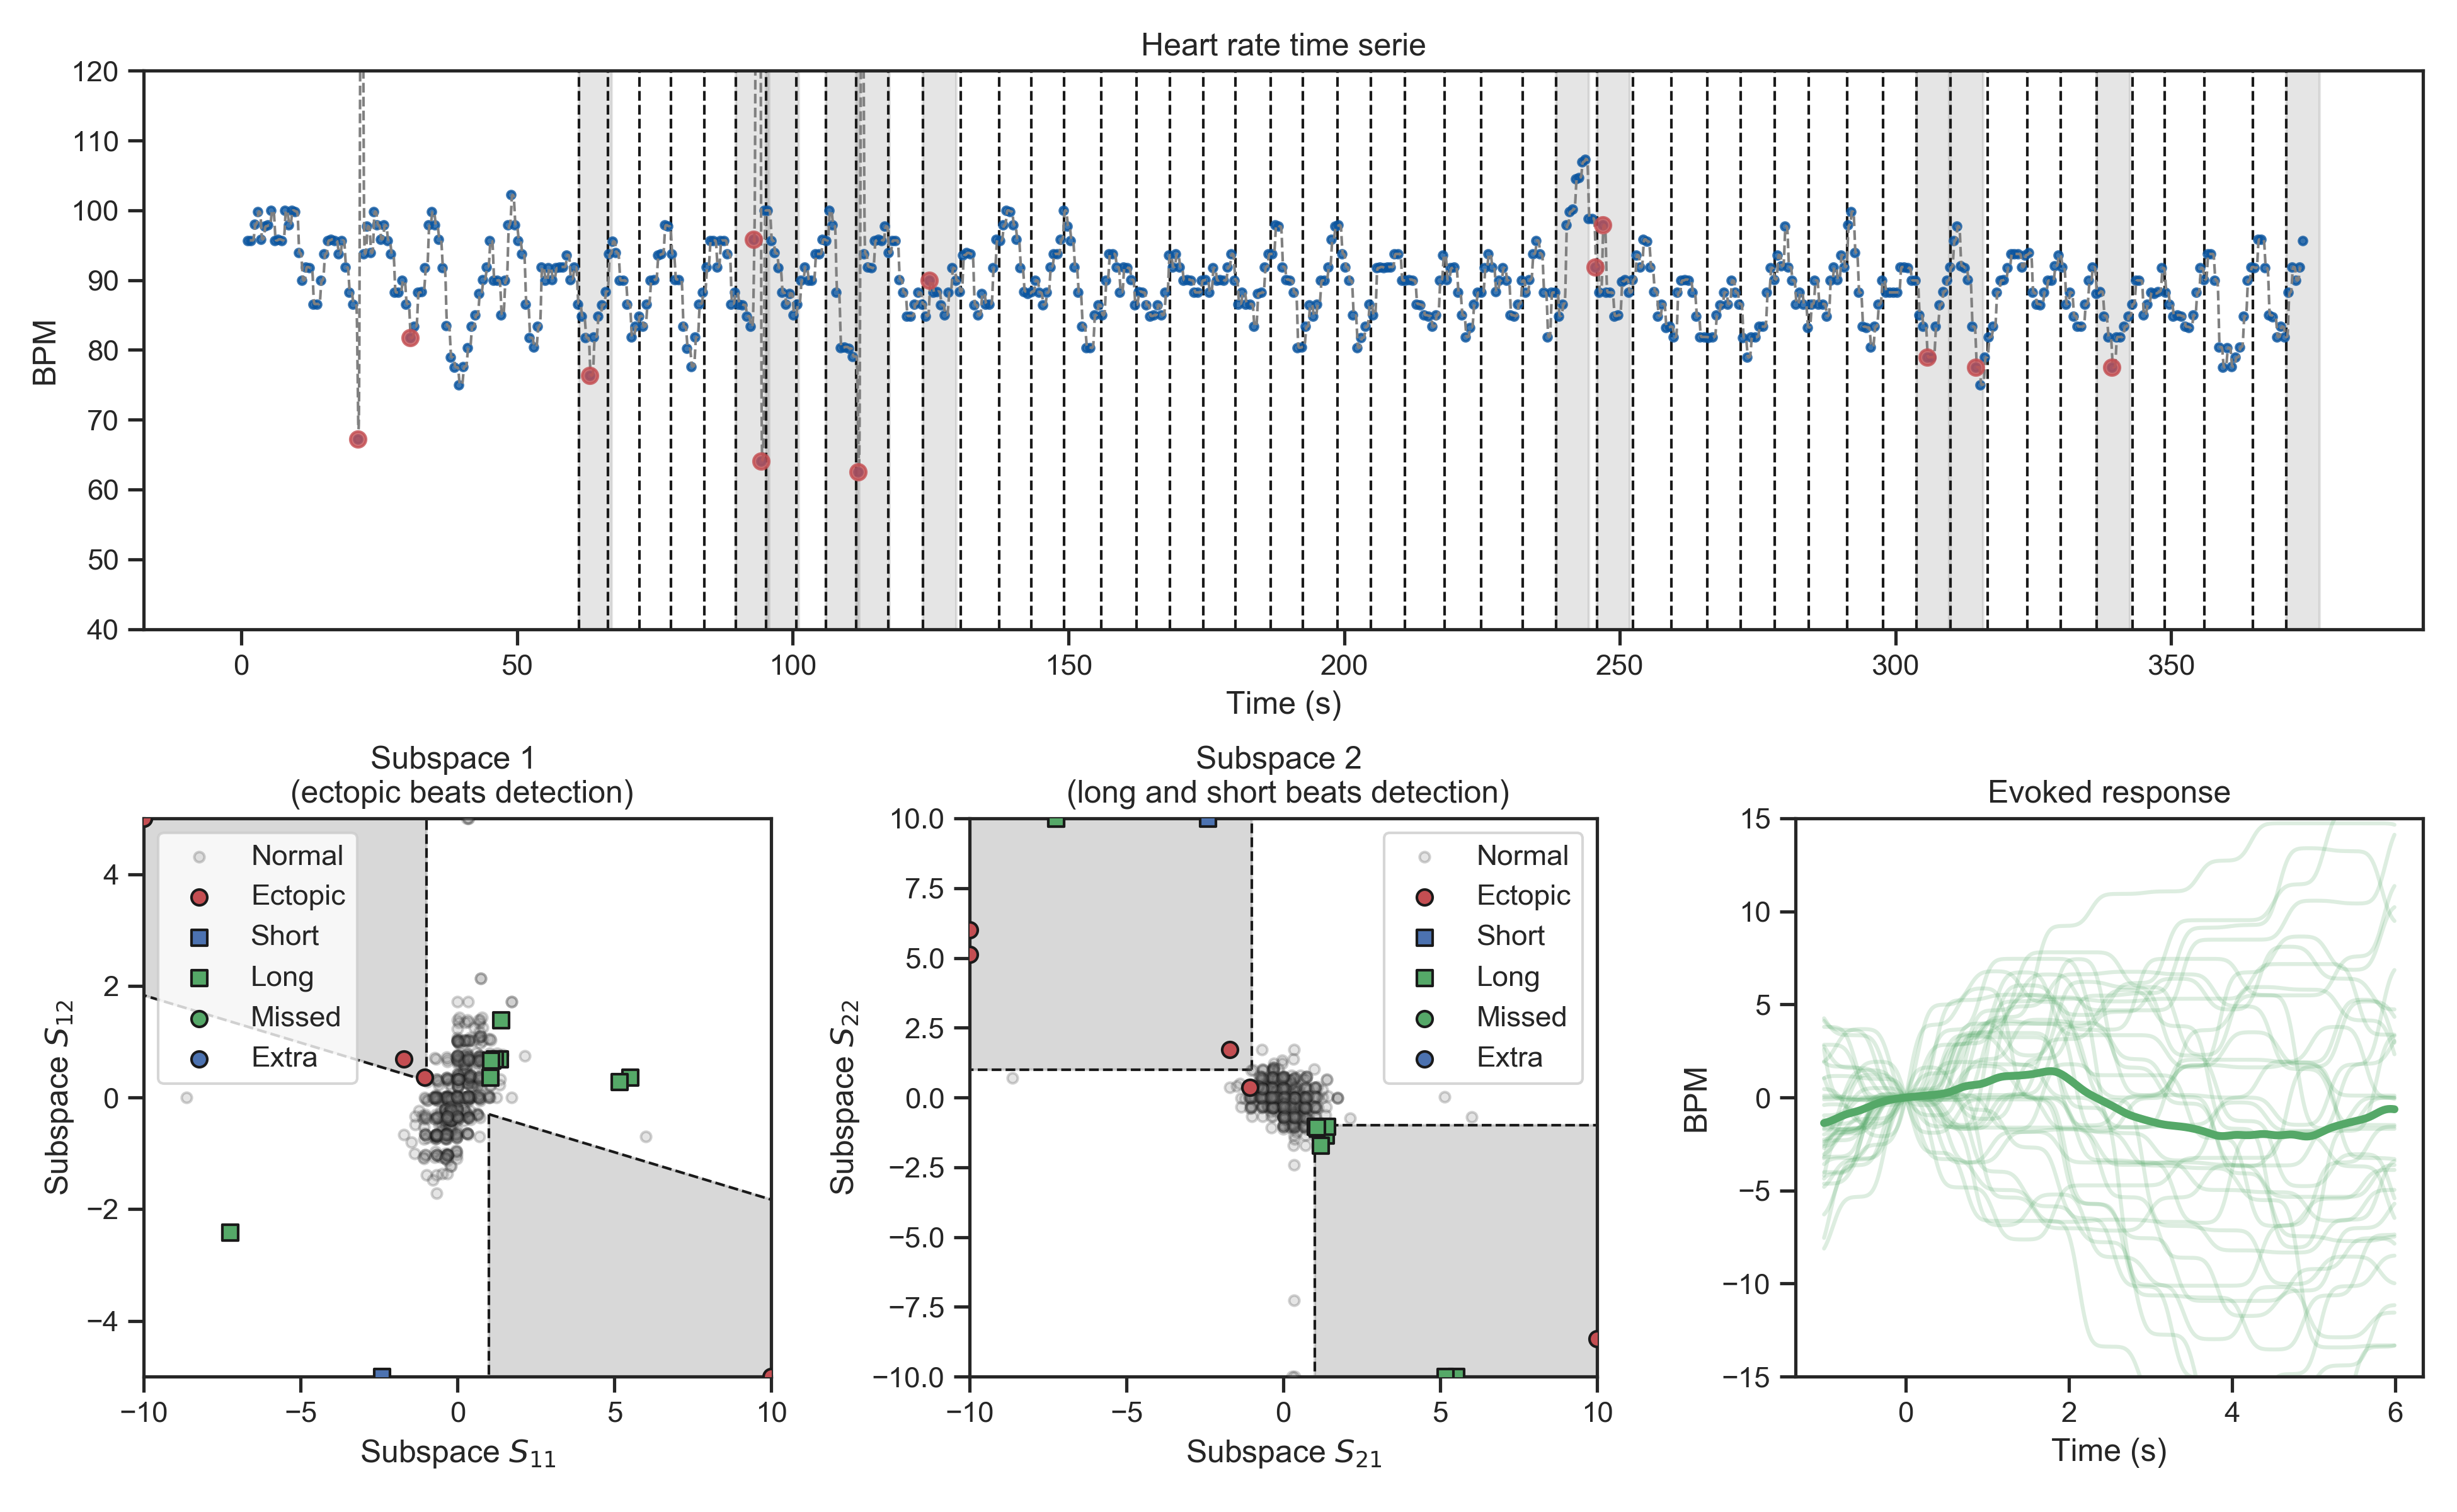 Heart rate time serie
120
110
100
90
80
70
60
50
40
BPM
0 50 100 150 200 250 300 350
Time (s)
Subspace 1
(ectopic beats detection)
4
2
0
−2
−4
Subspace S12
Normal
Ectopic
Short
Long
Missed
Extra
−10 −5 0 5 10
Subspace S11
Subspace 2
(long and short beats detection)
10.0
7.5
5.0
2.5
0.0
−2.5
−5.0
−7.5
−10.0
Subspace S22
Normal
Ectopic
Short
Long
Missed
Extra
−10 −5 0 5 10
Subspace S21
Evoked response
15
10
5
0
−5
−10
−15
BPM
0 2 4 6
Time (s)